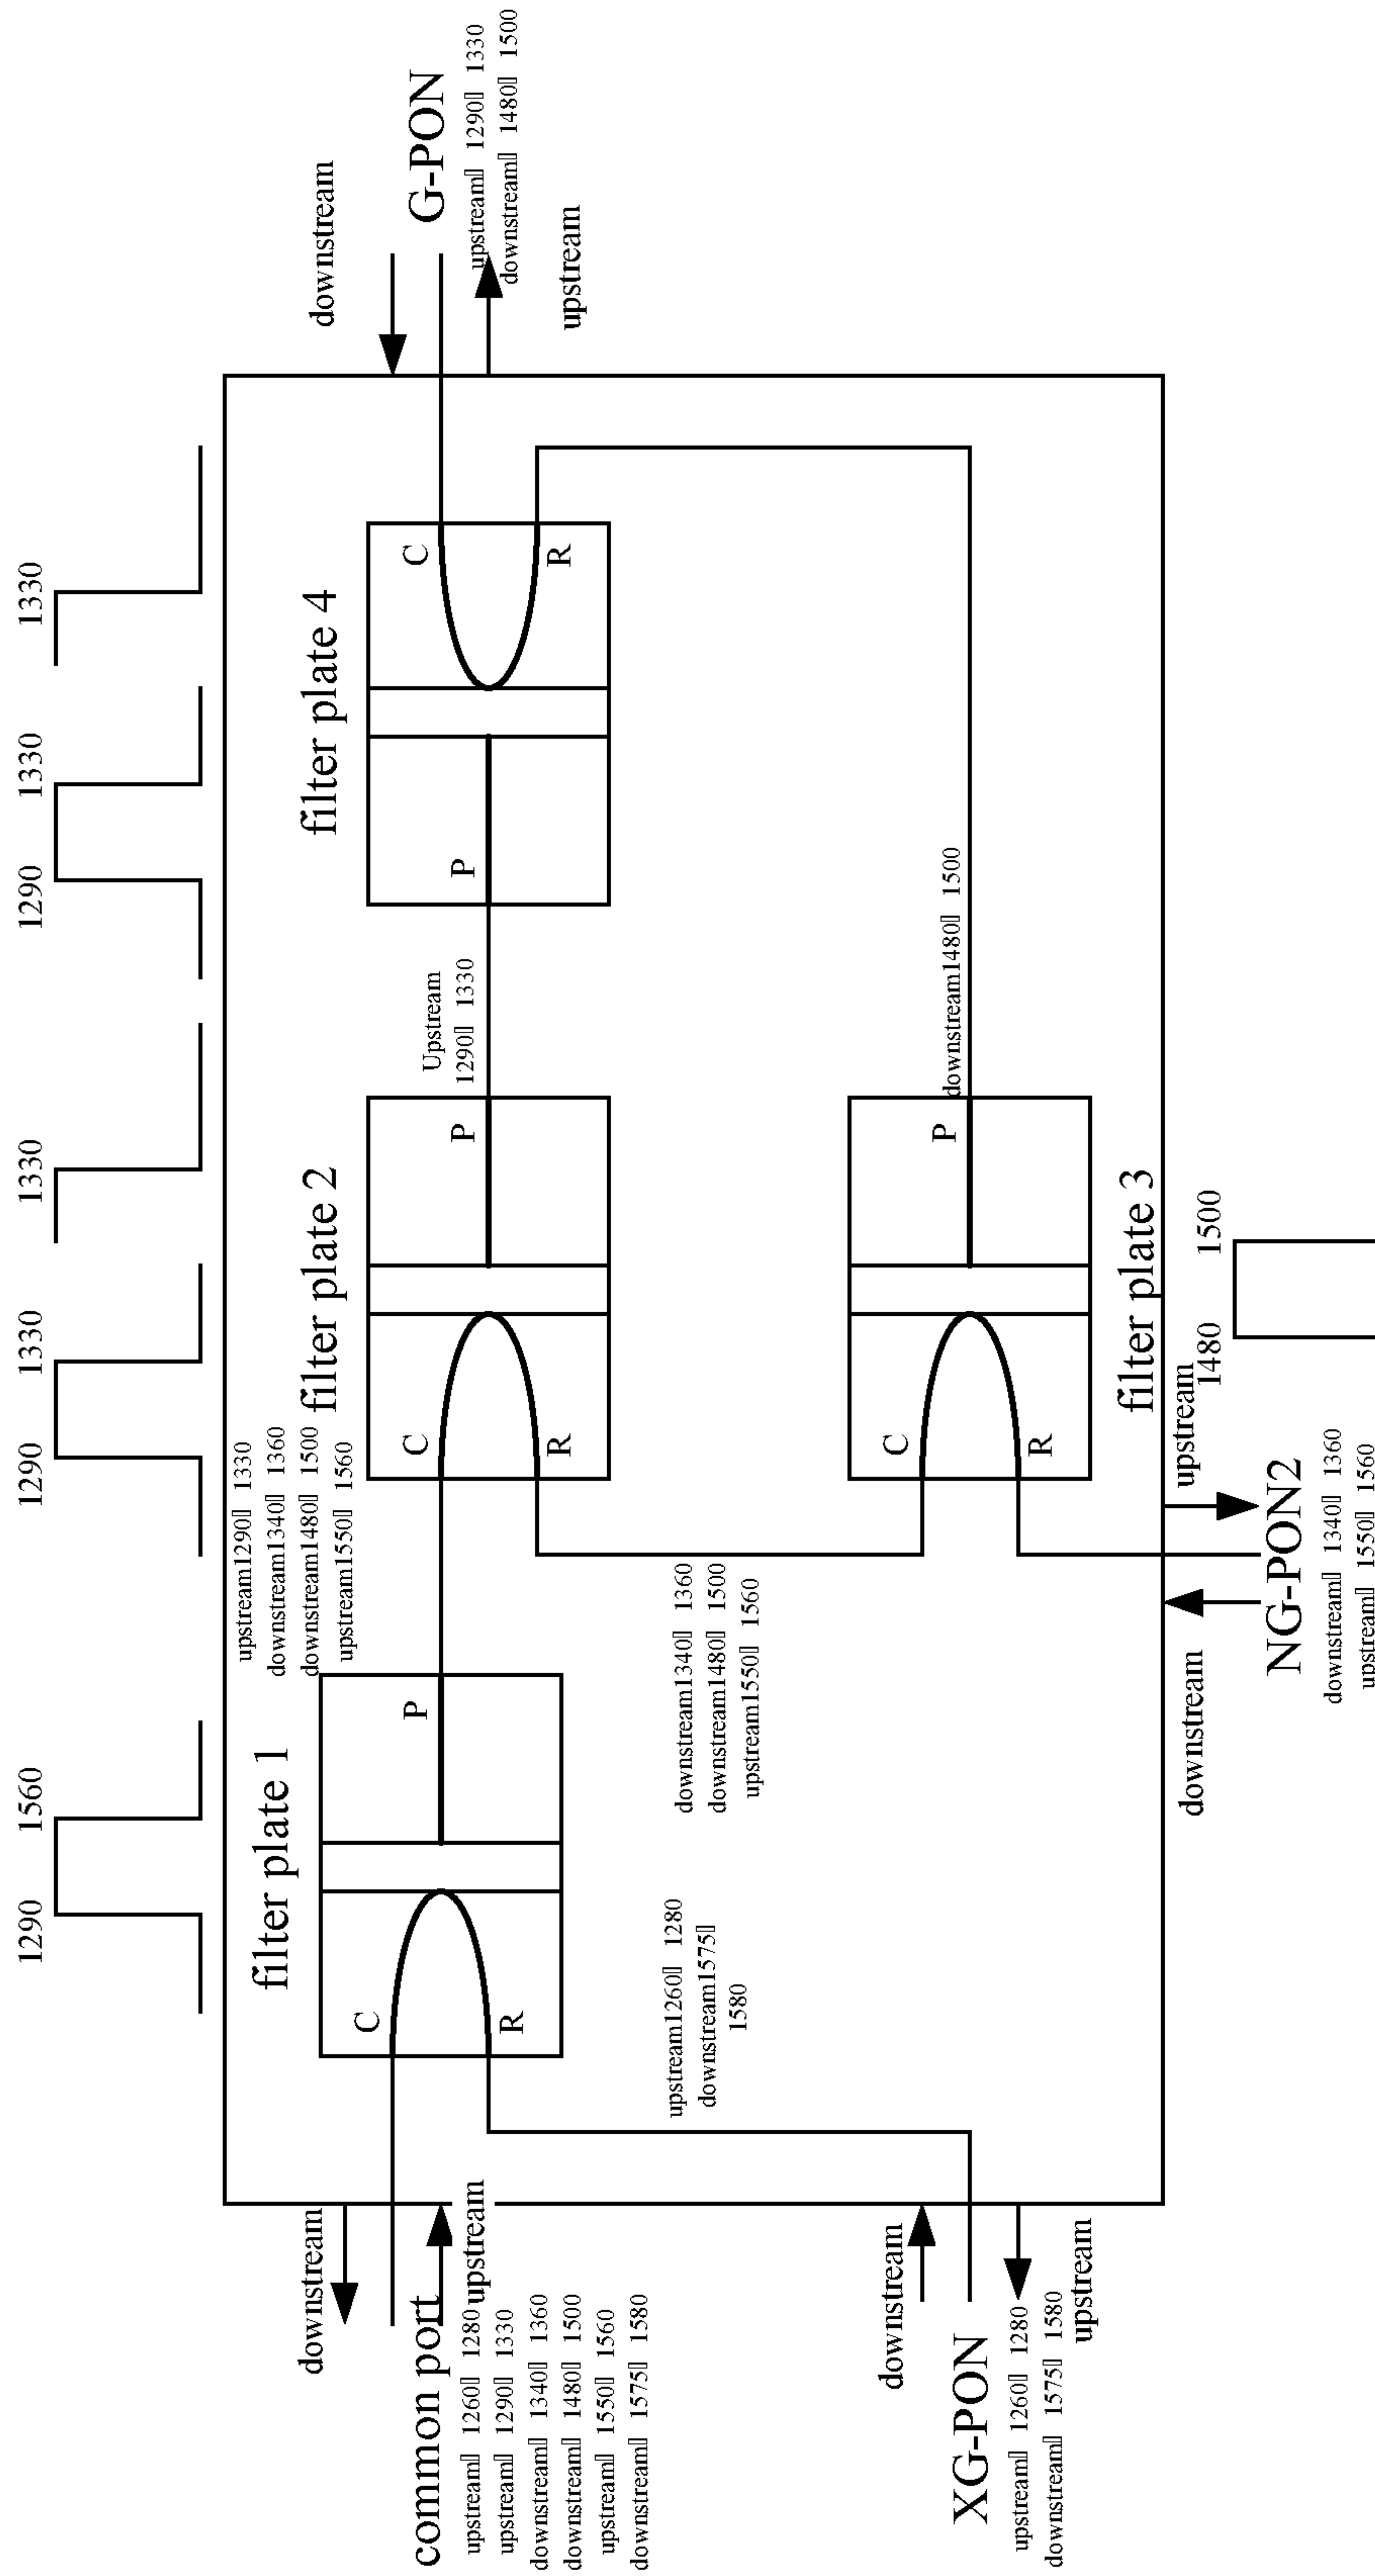 1290 1560
1290 1330
1330
1290 1330
1330
filter plate 1
C
P
R
upstream1290▯ 1330
downstream1340▯ 1360
downstream1480▯ 1500
upstream1550▯ 1560
filter plate 2
C
P
R
Upstream
1290▯ 1330
filter plate 4
P
C
R
downstream
G-PON
upstream▯ 1290▯ 1330
downstream▯ 1480▯ 1500
upstream
downstream
common port
upstream
upstream▯ 1260▯ 1280
upstream▯ 1290▯ 1330
downstream▯ 1340▯ 1360
downstream▯ 1480▯ 1500
upstream▯ 1550▯ 1560
downstream▯ 1575▯ 1580
upstream1260▯ 1280
downstream1575▯
1580
downstream1340▯ 1360
downstream1480▯ 1500
upstream1550▯ 1560
C
P
R
filter plate 3
downstream1480▯ 1500
downstream
XG-PON
upstream▯ 1260▯ 1280
downstream▯ 1575▯ 1580
upstream
downstream
upstream
NG-PON2
downstream▯ 1340▯ 1360
upstream▯ 1550▯ 1560
1480 1500